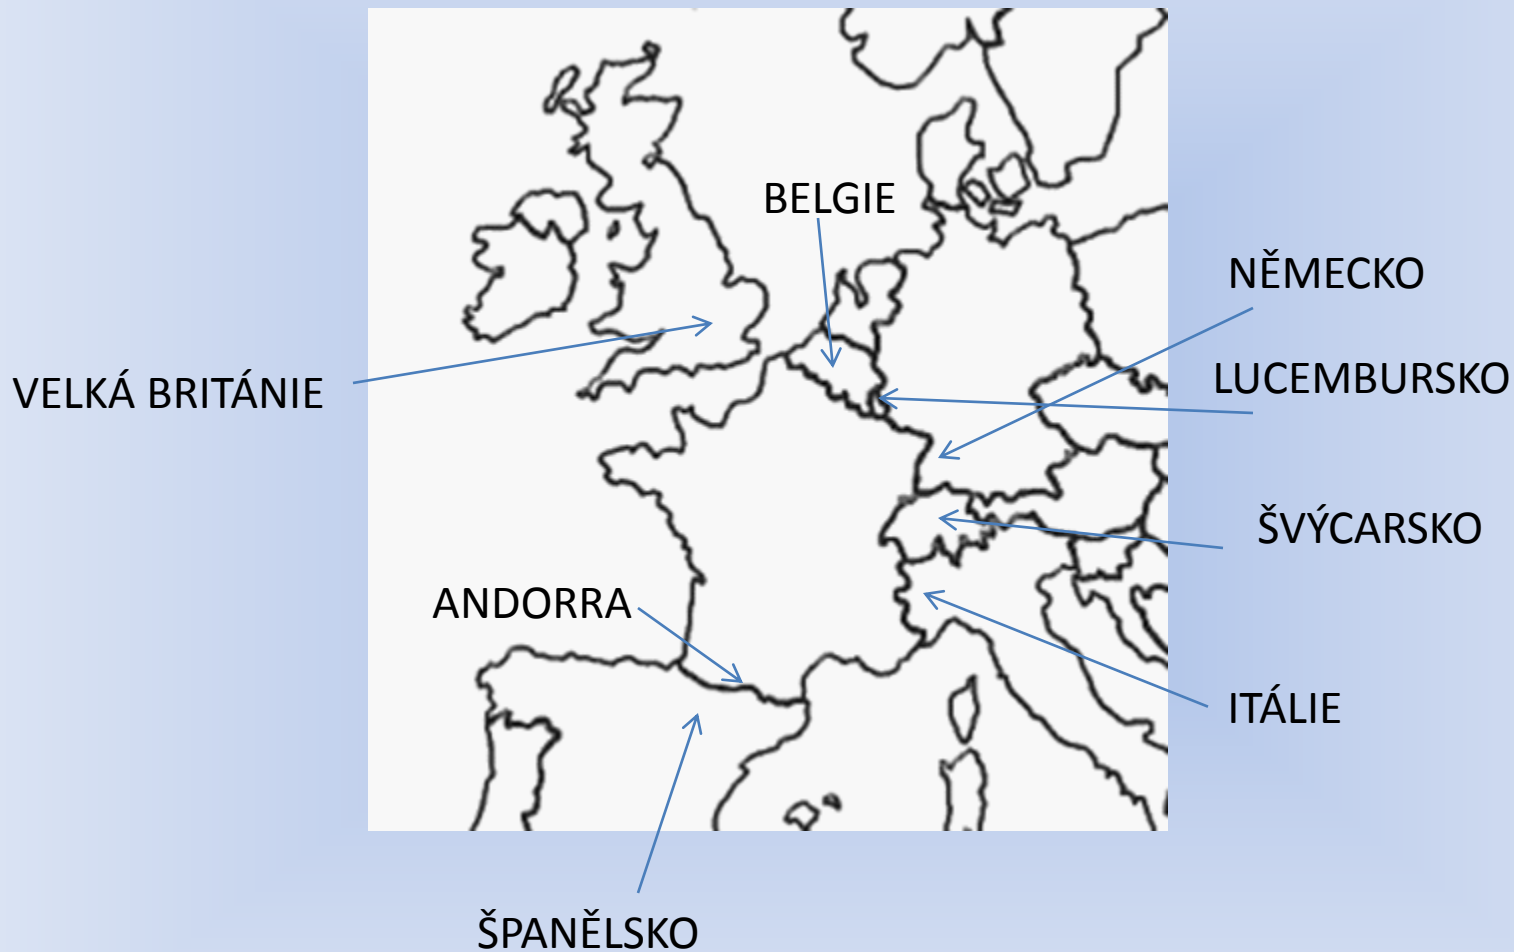 BELGIE
NĚMECKO
LUCEMBURSKO
VELKÁ BRITÁNIE
ŠVÝCARSKO
ANDORRA
ITÁLIE
ŠPANĚLSKO